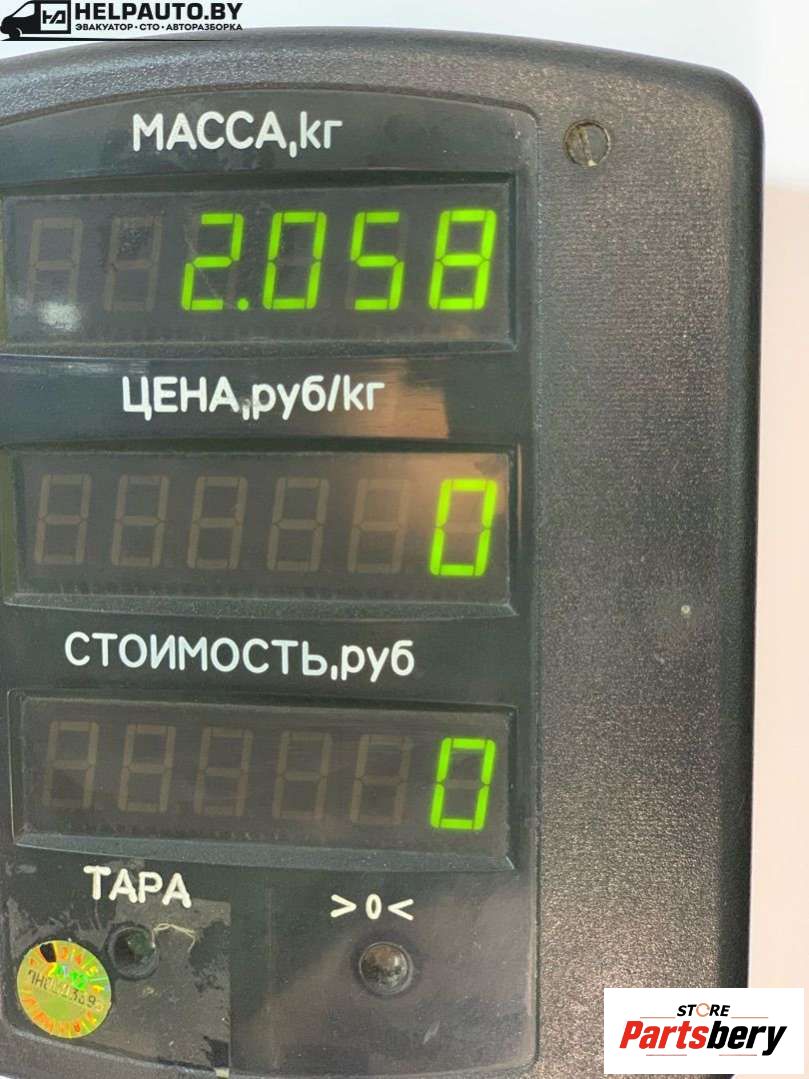 HELPAUTO.BY
ЭВАКУАТОР • СТО • АВТОРАЗБОРКА
МАССА,кг
2.058
ЦЕНА,руб/кг
0
СТОИМОСТЬ,руб
0
ТАРА
>0<
STORE
Partsbery